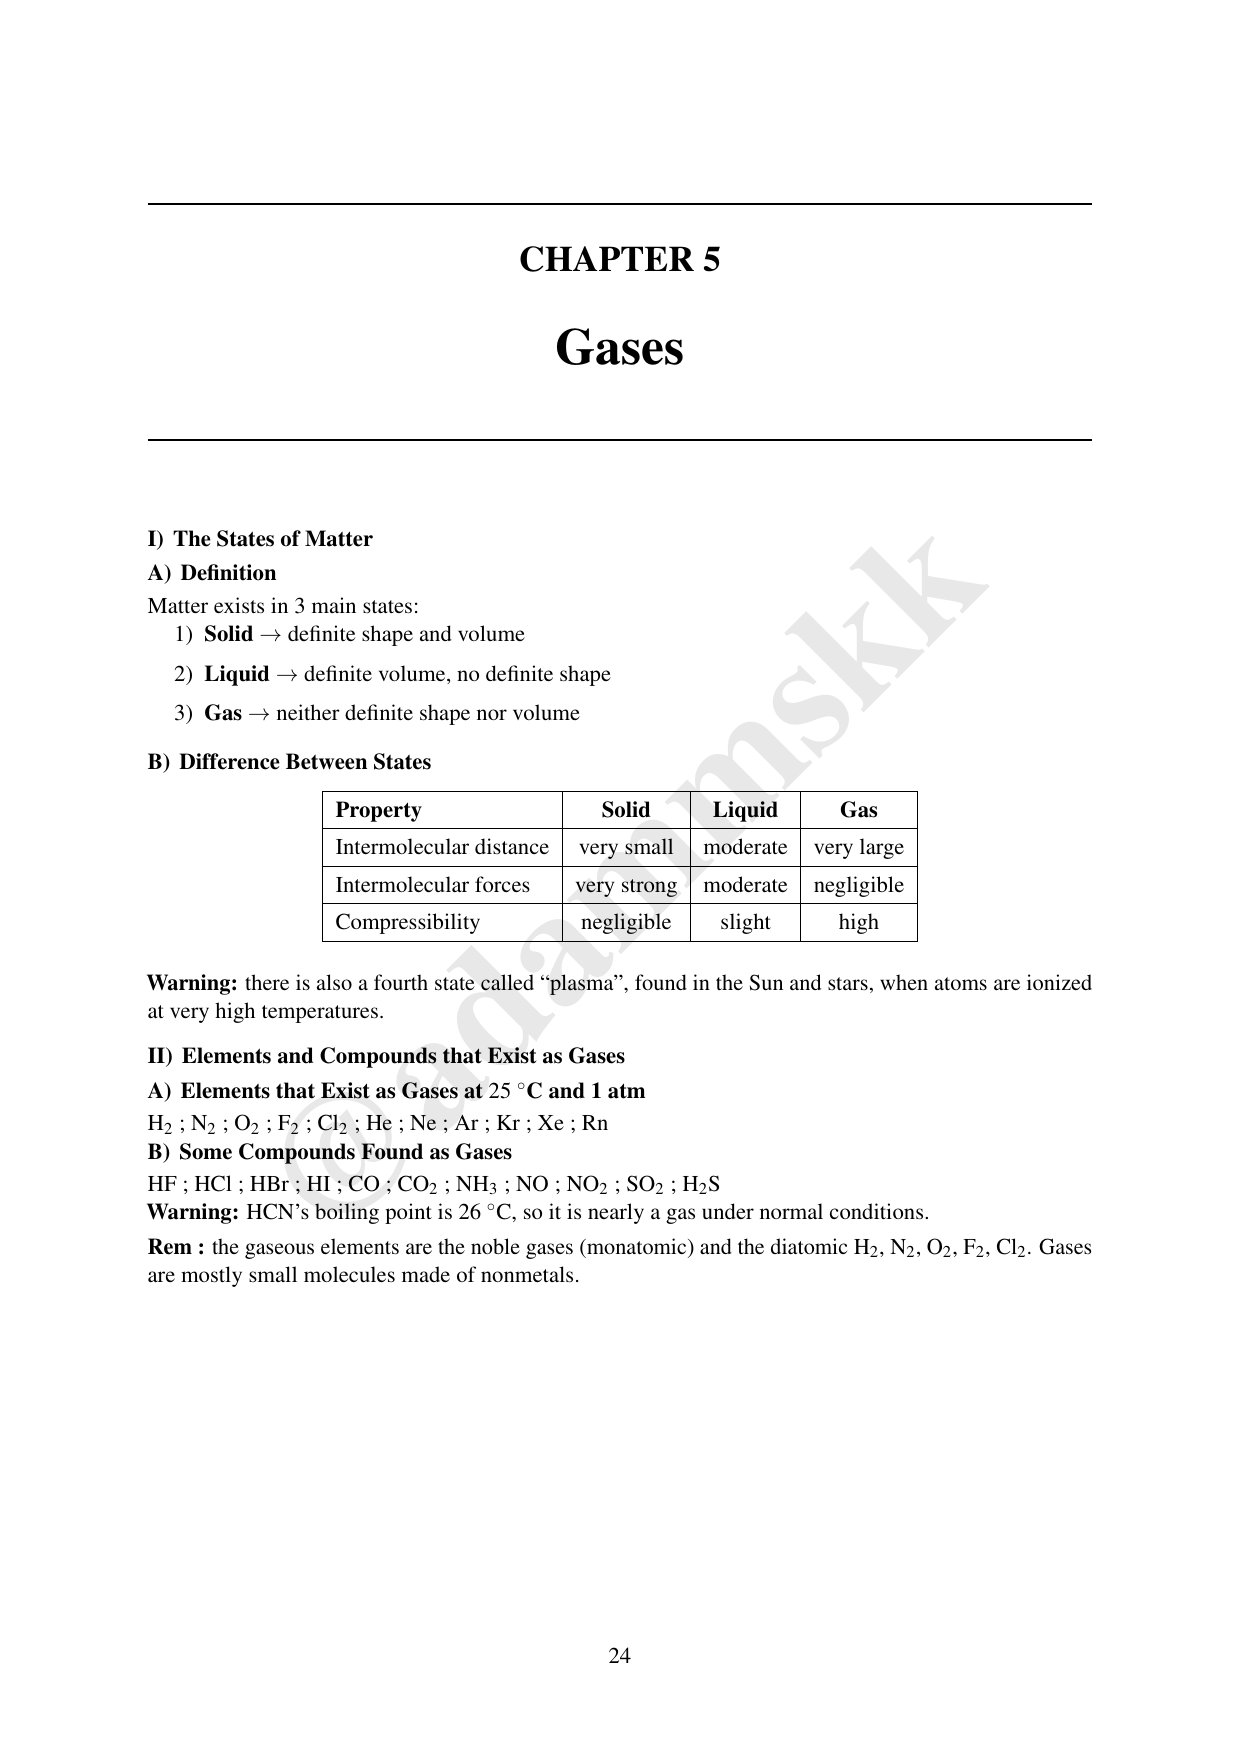 CHAPTER 5
Gases
I) The States of Matter
A) Definition
Matter exists in 3 main states:
1) Solid → definite shape and volume
2) Liquid → definite volume, no definite shape
3) Gas → neither definite shape nor volume
B) Difference Between States
Property Solid Liquid Gas
Intermolecular distance very small moderate very large
Intermolecular forces very strong moderate negligible
Compressibility negligible slight high
Warning: there is also a fourth state called “plasma”, found in the Sun and stars, when atoms are ionized
at very high temperatures.
II) Elements and Compounds that Exist as Gases
A) Elements that Exist as Gases at 25 °C and 1 atm
H₂ ; N₂ ; O₂ ; F₂ ; Cl₂ ; He ; Ne ; Ar ; Kr ; Xe ; Rn
B) Some Compounds Found as Gases
HF ; HCl ; HBr ; HI ; CO ; CO₂ ; NH₃ ; NO ; NO₂ ; SO₂ ; H₂S
Warning: HCN’s boiling point is 26 °C, so it is nearly a gas under normal conditions.
Rem : the gaseous elements are the noble gases (monatomic) and the diatomic H₂, N₂, O₂, F₂, Cl₂. Gases
are mostly small molecules made of nonmetals.
24
@adammskk